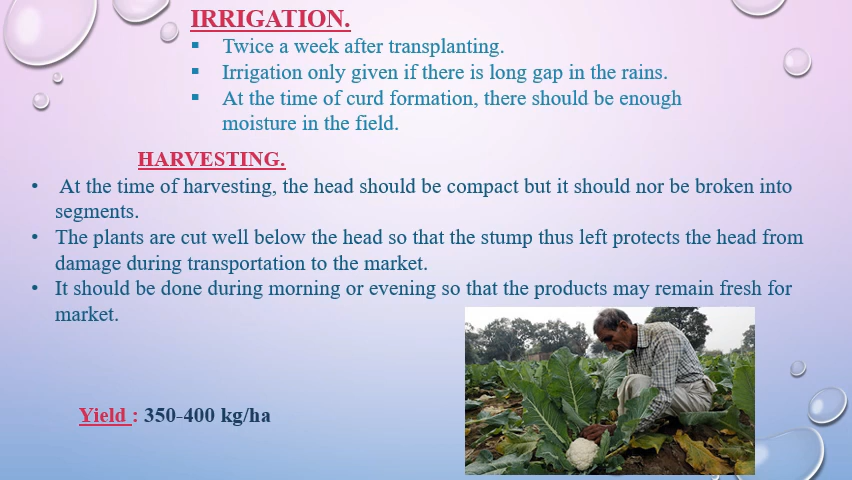 IRRIGATION.
▪ Twice a week after transplanting.
▪ Irrigation only given if there is long gap in the rains.
▪ At the time of curd formation, there should be enough
moisture in the field.
HARVESTING.
• At the time of harvesting, the head should be compact but it should nor be broken into
segments.
• The plants are cut well below the head so that the stump thus left protects the head from
damage during transportation to the market.
• It should be done during morning or evening so that the products may remain fresh for
market.
Yield : 350-400 kg/ha